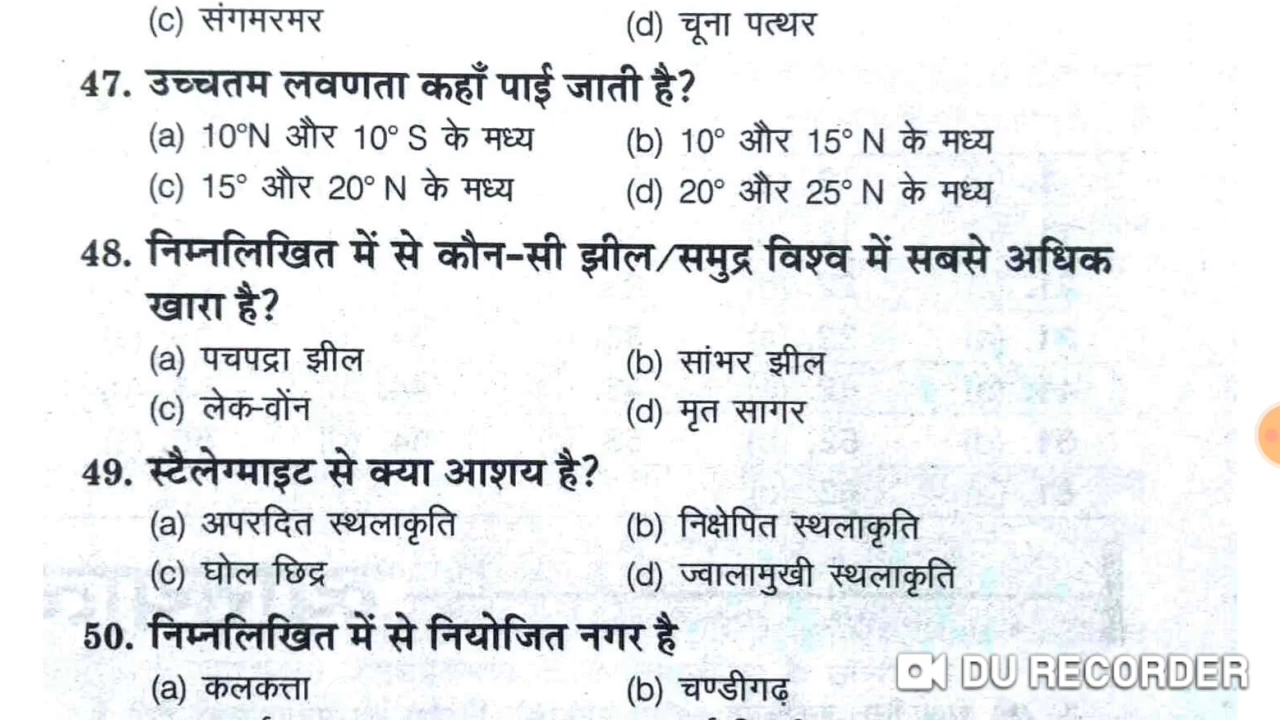 (c) संगमरमर (d) चूना पत्थर
47. उच्चतम लवणता कहाँ पाई जाती है?
(a) 10°N और 10° S के मध्य (b) 10° और 15° N के मध्य
(c) 15° और 20° N के मध्य (d) 20° और 25° N के मध्य
48. निम्नलिखित में से कौन-सी झील/समुद्र विश्व में सबसे अधिक
खारा है?
(a) पचपद्रा झील (b) सांभर झील
(c) लेक-वोंन (d) मृत सागर
49. स्टैलेग्माइट से क्या आशय है?
(a) अपरदित स्थलाकृति (b) निक्षेपित स्थलाकृति
(c) घोल छिद्र (d) ज्वालामुखी स्थलाकृति
50. निम्नलिखित में से नियोजित नगर है
(a) कलकत्ता (b) चण्डीगढ़
DU RECORDER